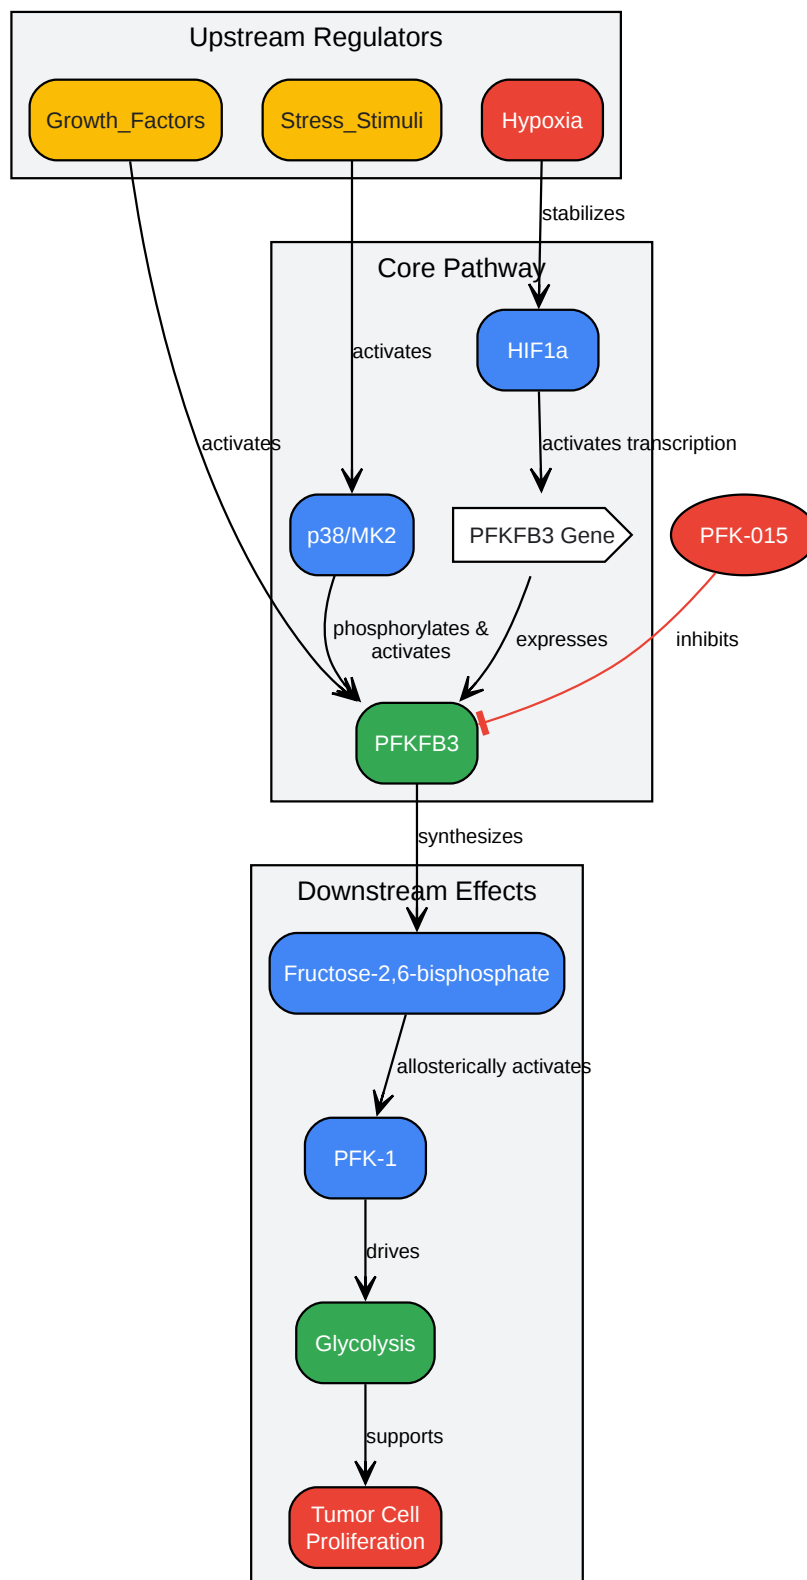 Upstream Regulators
Growth_Factors
Stress_Stimuli
Hypoxia
stabilizes
Core Pathway
HIF1a
activates
activates
activates transcription
p38/MK2
PFKFB3 Gene
PFK-015
phosphorylates &
activates
expresses
inhibits
PFKFB3
synthesizes
Downstream Effects
Fructose-2,6-bisphosphate
allosterically activates
PFK-1
drives
Glycolysis
supports
Tumor Cell
Proliferation